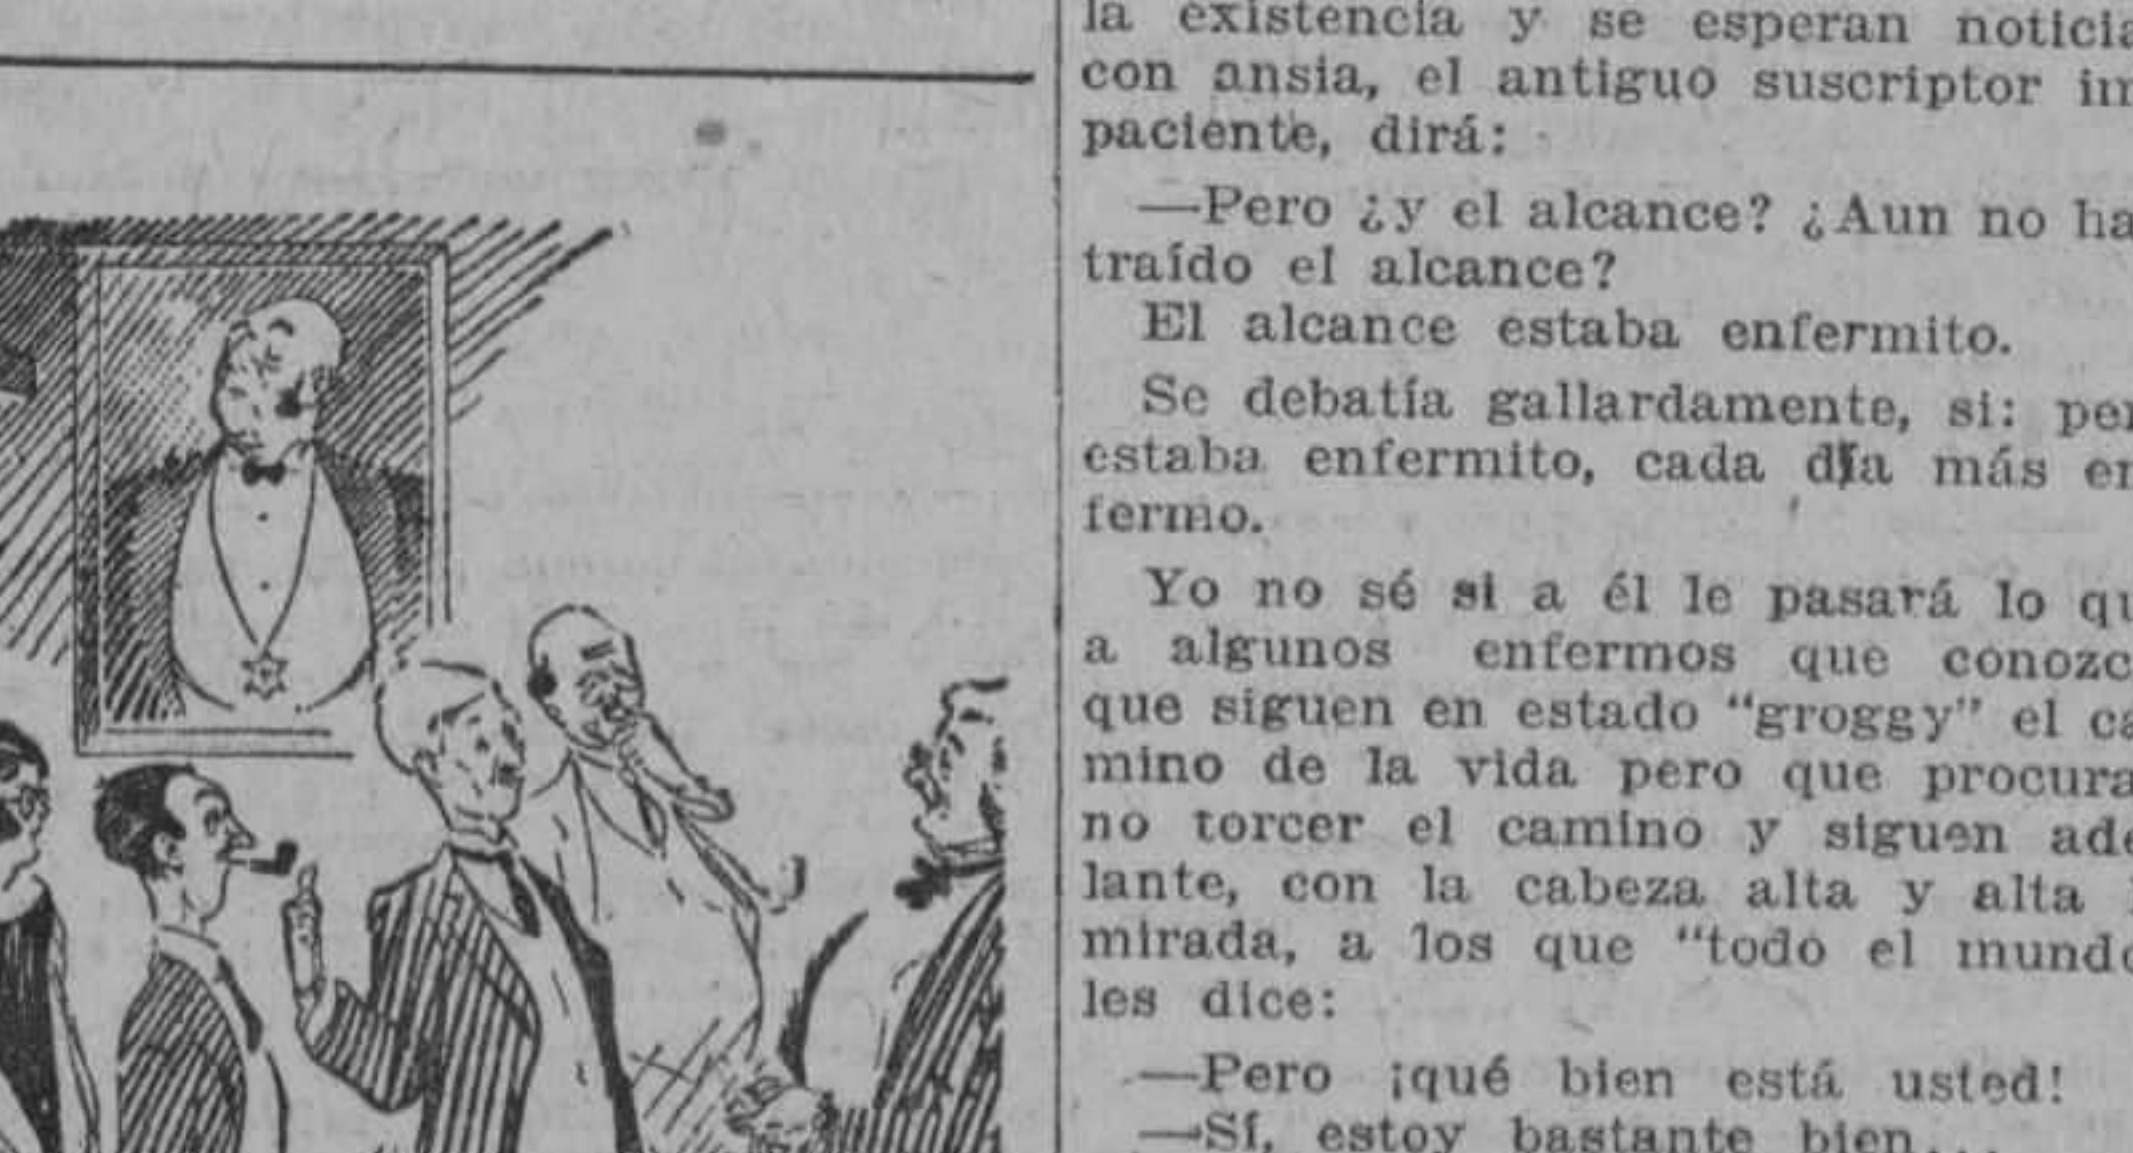 la existencia y se esperan noticia
con ansia, el antiguo suscriptor im
paciente, dirá:
—Pero ¿y el alcance? ¿Aun no ha
traído el alcance?
El alcance estaba enfermito.
Se debatía gallardamente, si: per
estaba enfermito, cada día más en
fermo.
Yo no sé si a él le pasará lo qu
a algunos enfermos que conozc
que siguen en estado “groggy” el ca
mino de la vida pero que procura
no torcer el camino y siguen ade
lante, con la cabeza alta y alta
mirada, a los que “todo el mundo
les dice:
—Pero ¡qué bien está usted!
—Sí, estoy bastante bien...